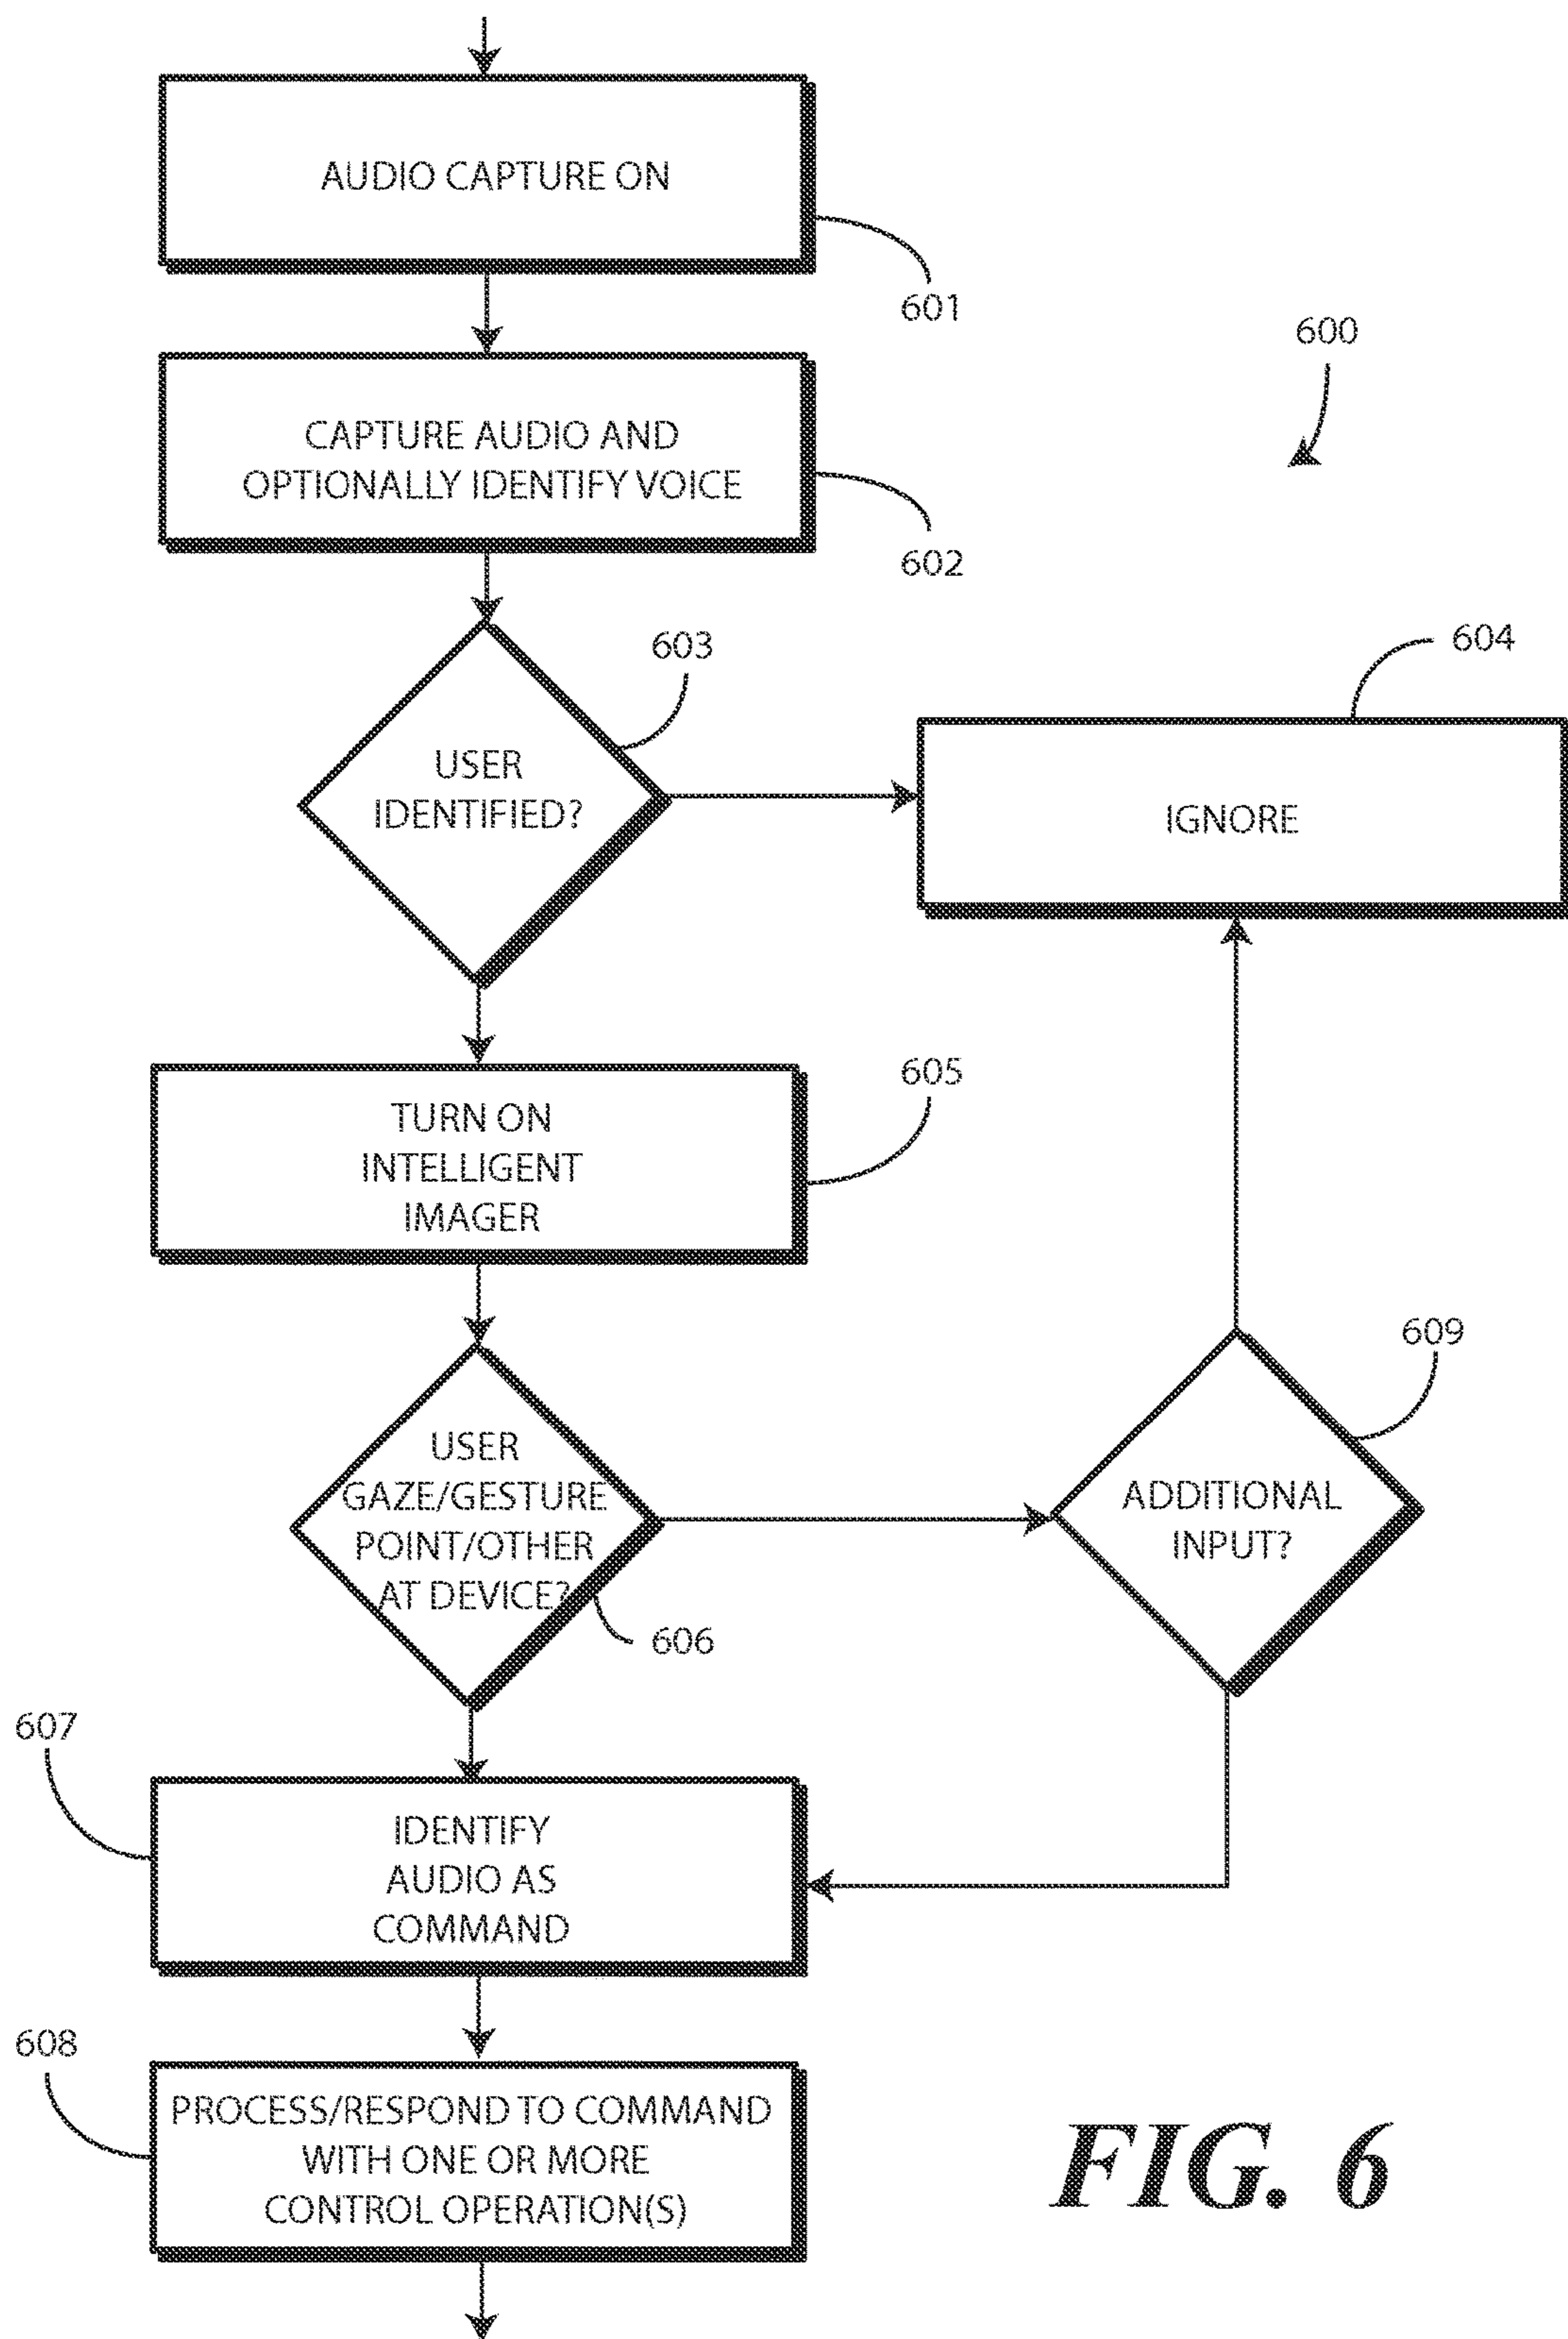 AUDIO CAPTURE ON
601
600
CAPTURE AUDIO AND
OPTIONALLY IDENTIFY VOICE
602
603
604
USER
IDENTIFIED?
IGNORE
605
TURN ON
INTELLIGENT
IMAGER
609
USER
GAZE/GESTURE
POINT/OTHER
AT DEVICE?
606
ADDITIONAL
INPUT?
607
IDENTIFY
AUDIO AS
COMMAND
608
PROCESS/RESPOND TO COMMAND
WITH ONE OR MORE
CONTROL OPERATION(S)
FIG. 6